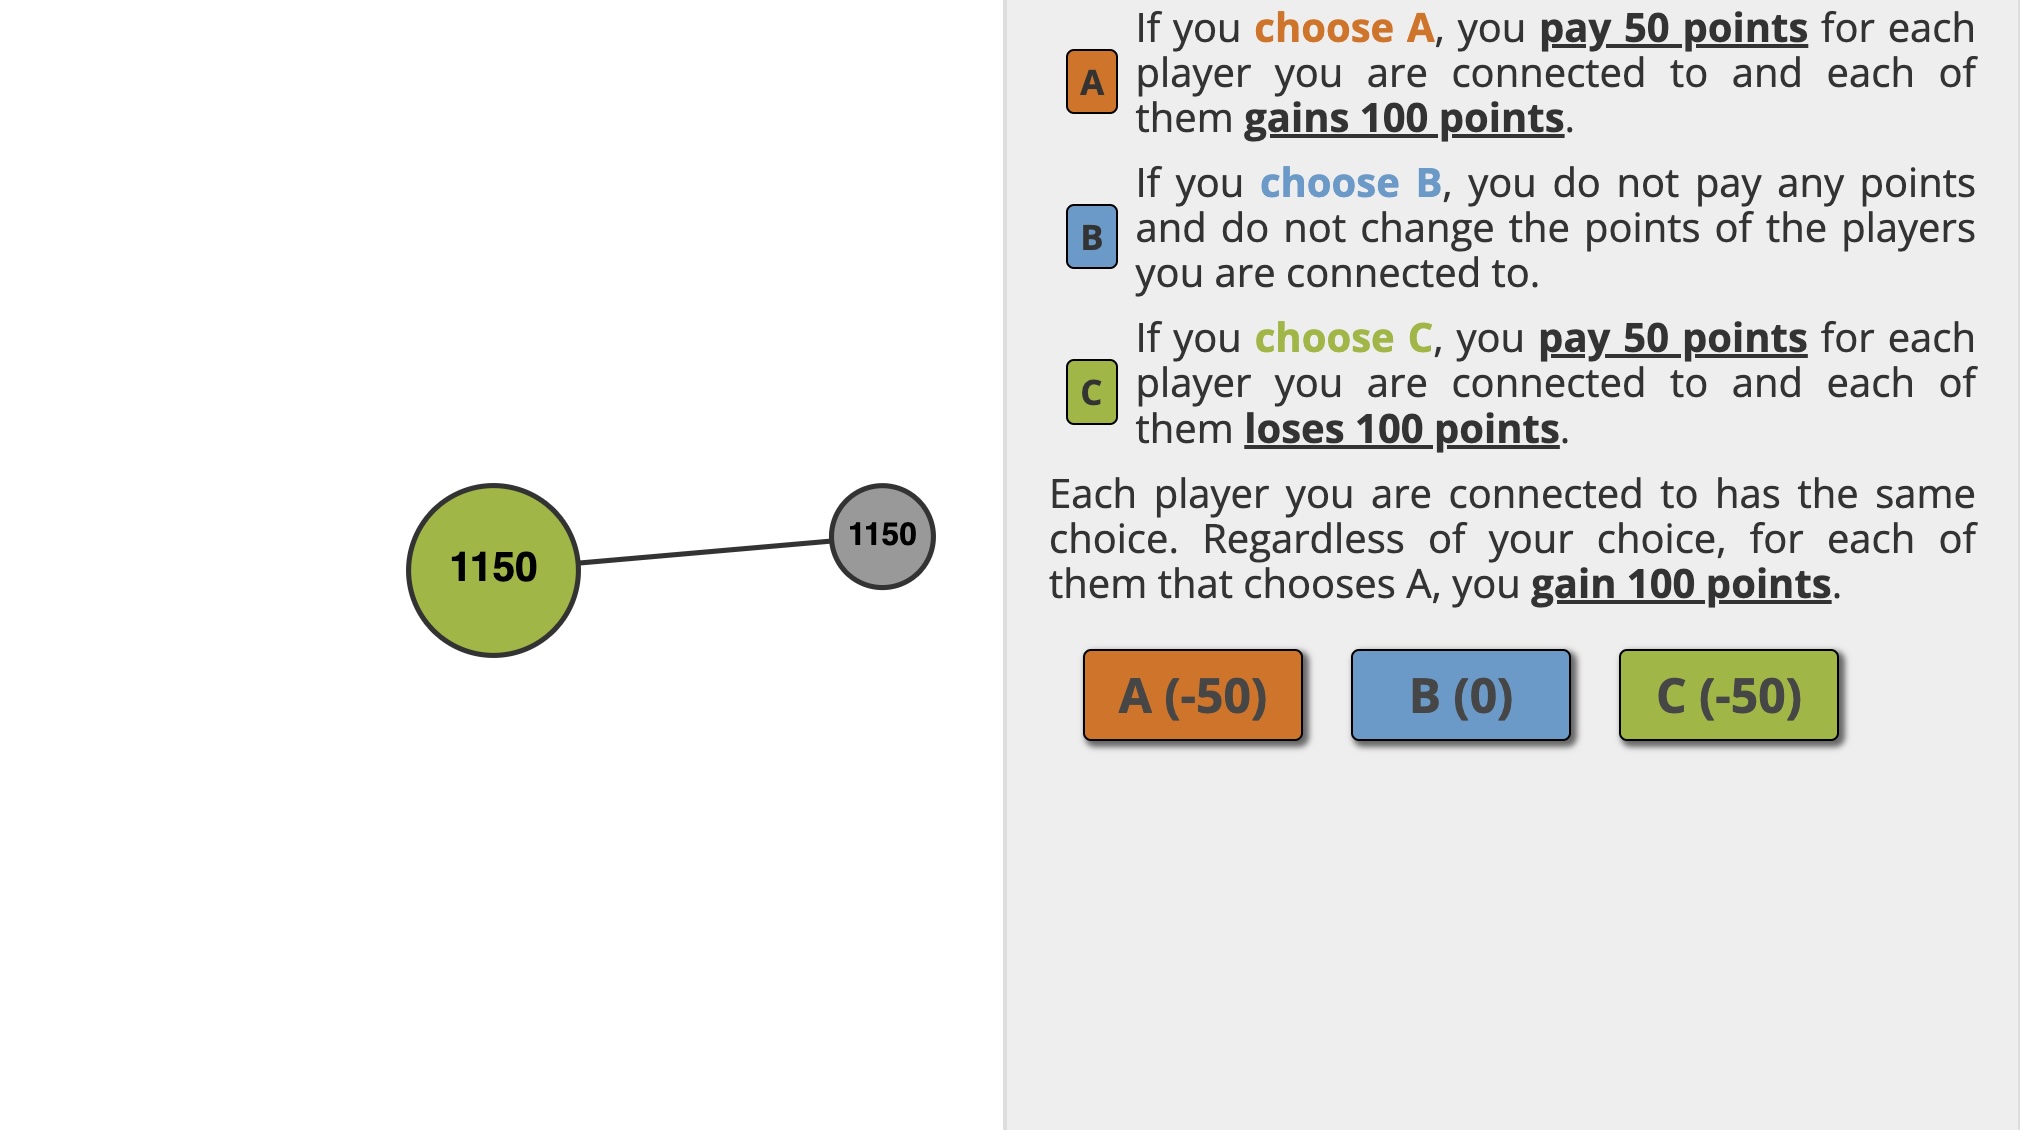 If you choose A, you pay 50 points for each
A
player you are connected to and each of
them gains 100 points.
If you choose B, you do not pay any points
B
and do not change the points of the players
you are connected to.
If you choose C, you pay 50 points for each
C
player you are connected to and each of
them loses 100 points.
Each player you are connected to has the same
choice. Regardless of your choice, for each of
them that chooses A, you gain 100 points.
A (-50)
B (0)
C (-50)
1150
1150